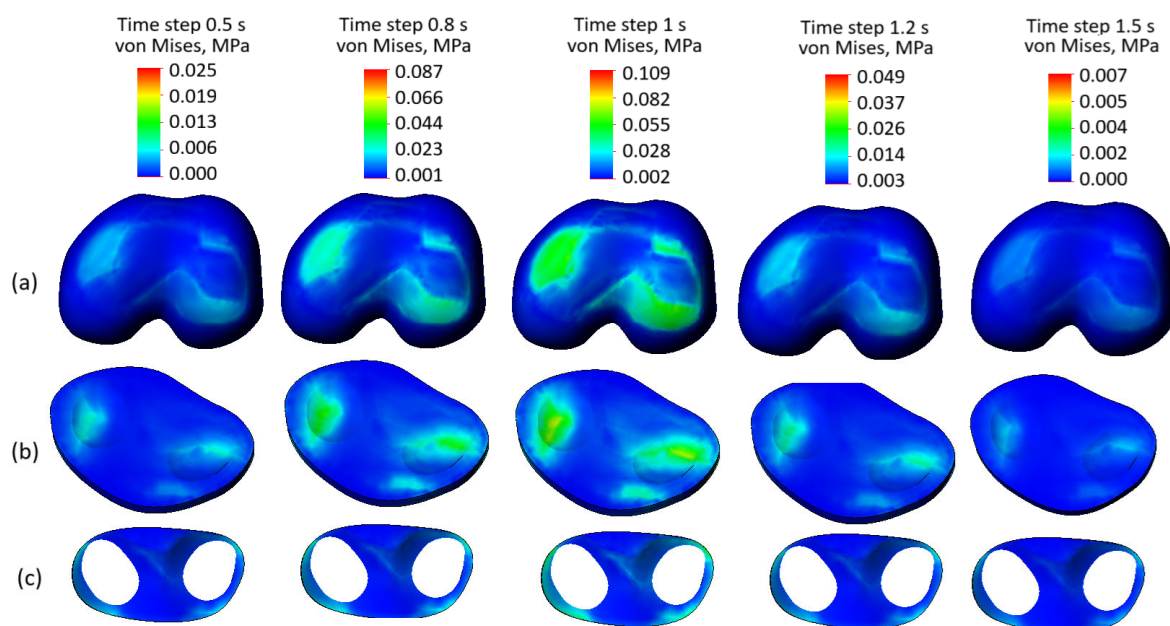 Time step 0.5 s
von Mises, MPa
0.025
0.019
0.013
0.006
0.000
Time step 0.8 s
von Mises, MPa
0.087
0.066
0.044
0.023
0.001
Time step 1 s
von Mises, MPa
0.109
0.082
0.055
0.028
0.002
Time step 1.2 s
von Mises, MPa
0.049
0.037
0.026
0.014
0.003
Time step 1.5 s
von Mises, MPa
0.007
0.005
0.004
0.002
0.000
(a)
(b)
(c)